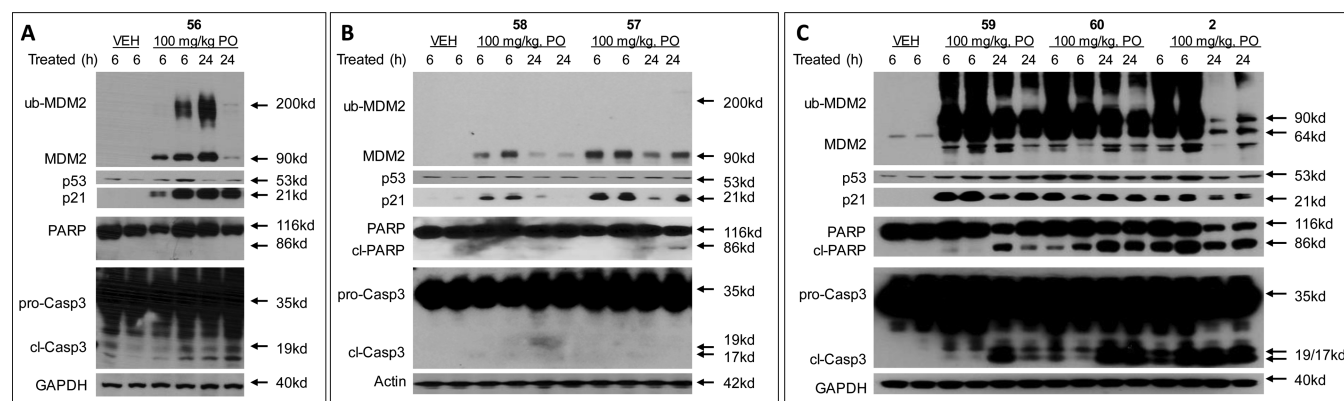 A
56
VEH 100 mg/kg PO
Treated (h) 6 6 6 6 24 24
ub-MDM2 200kd
MDM2 90kd
p53 53kd
p21 21kd
PARP 116kd
86kd
pro-Casp3 35kd
cl-Casp3 19kd
GAPDH 40kd
B
58 57
VEH 100 mg/kg, PO 100 mg/kg, PO
Treated (h) 6 6 6 6 24 24 6 6 24 24
ub-MDM2 200kd
MDM2 90kd
p53 53kd
p21 21kd
PARP 116kd
cl-PARP 86kd
pro-Casp3 35kd
19kd
cl-Casp3 17kd
Actin 42kd
C
59 60 2
VEH 100 mg/kg, PO 100 mg/kg, PO 100 mg/kg, PO
Treated (h) 6 6 6 6 24 24 6 6 24 24 6 6 24 24
ub-MDM2 90kd
64kd
MDM2
p53 53kd
p21 21kd
PARP 116kd
cl-PARP 86kd
pro-Casp3 35kd
cl-Casp3 19/17kd
GAPDH 40kd